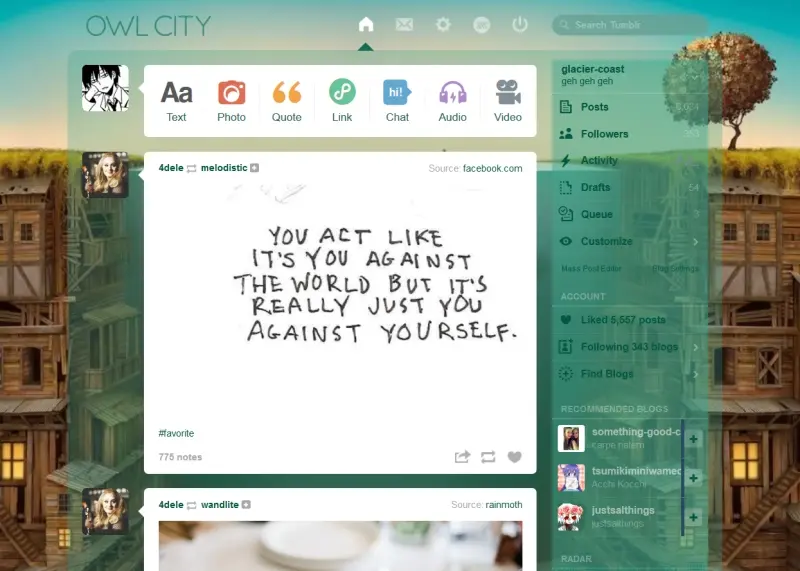 OWL CITY
Search Tumblr
Aa
hi!
Text
Photo
Quote
Link
Chat
Audio
Video
4dele melodistic
Source: facebook.com
YOU ACT LIKE
IT'S YOU AGAINST
THE WORLD BUT IT'S
REALLY JUST YOU
AGAINST YOURSELF.
#favorite
775 notes
4dele wandlite
Source: rainmoth
glacier-coast
geh geh geh
Posts
Followers
Activity
Drafts 54
Queue 3
Customize
Mass Post Editor
Blog Settings
ACCOUNT
Liked 5,557 posts
Following 343 blogs
Find Blogs
RECOMMENDED BLOGS
something-good-c
carpe natem
tsumikiminiwamec
Acchi Kocchi
justsalthings
justsalthings
RADAR